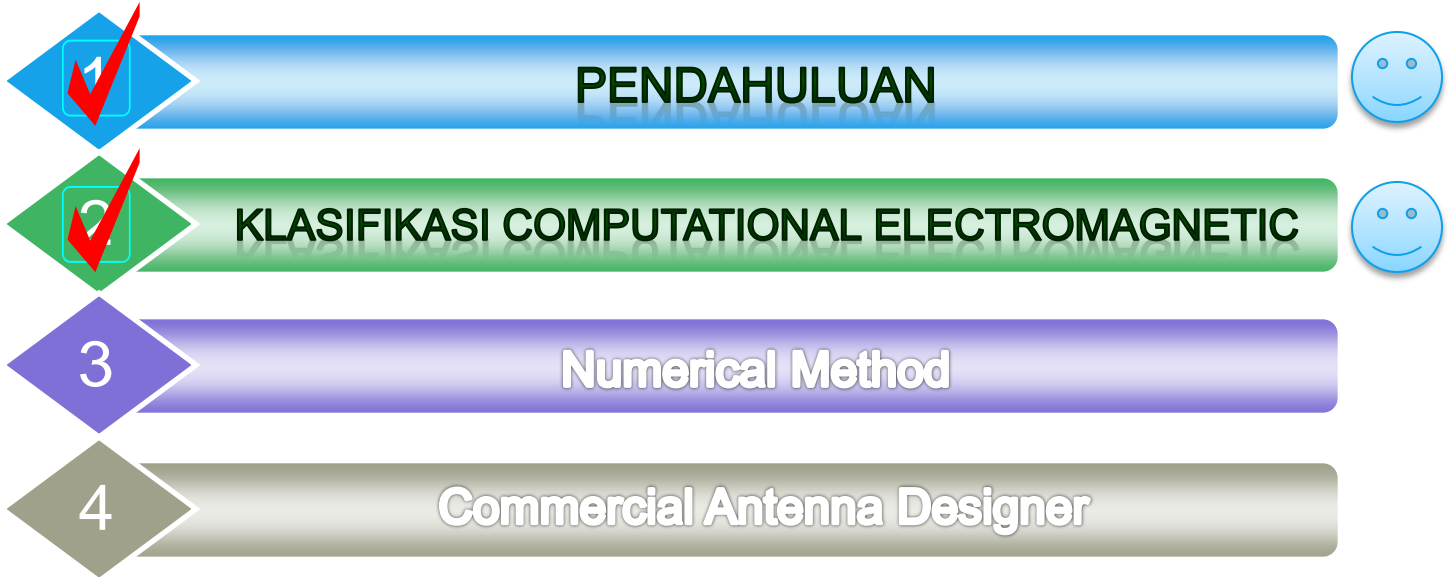 1 PENDAHULUAN
2 KLASIFIKASI COMPUTATIONAL ELECTROMAGNETIC
3 Numerical Method
4 Commercial Antenna Designer